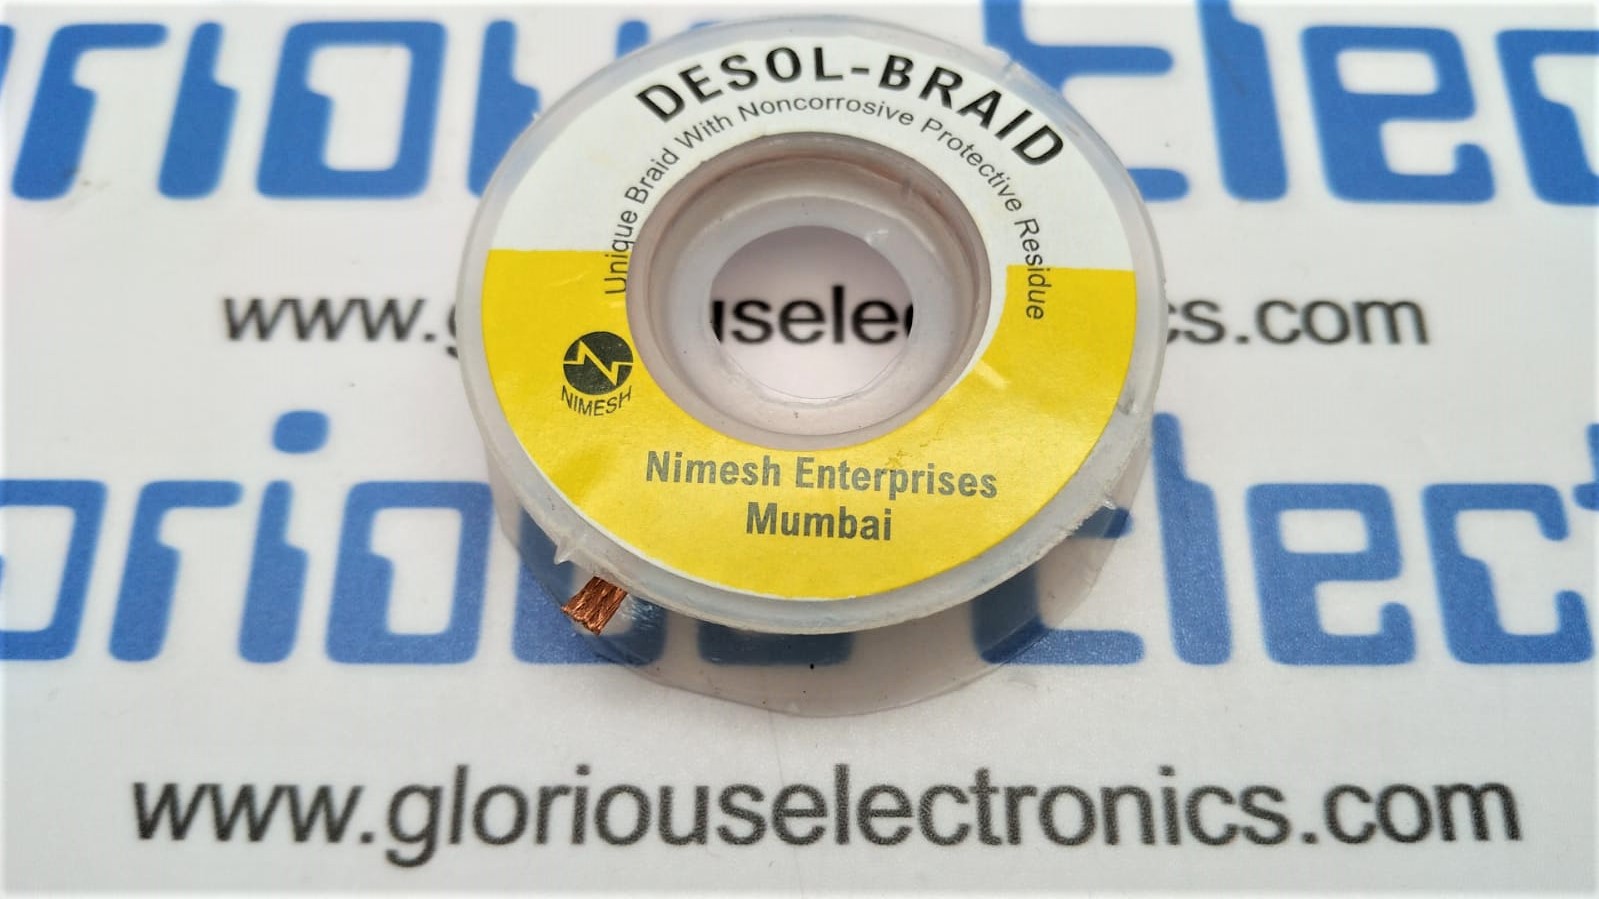 DESOL-BRAID
Unique Braid With Noncorrosive Protective Residue
NIMESH
Nimesh Enterprises
Mumbai
www.gloriouselectronics.com